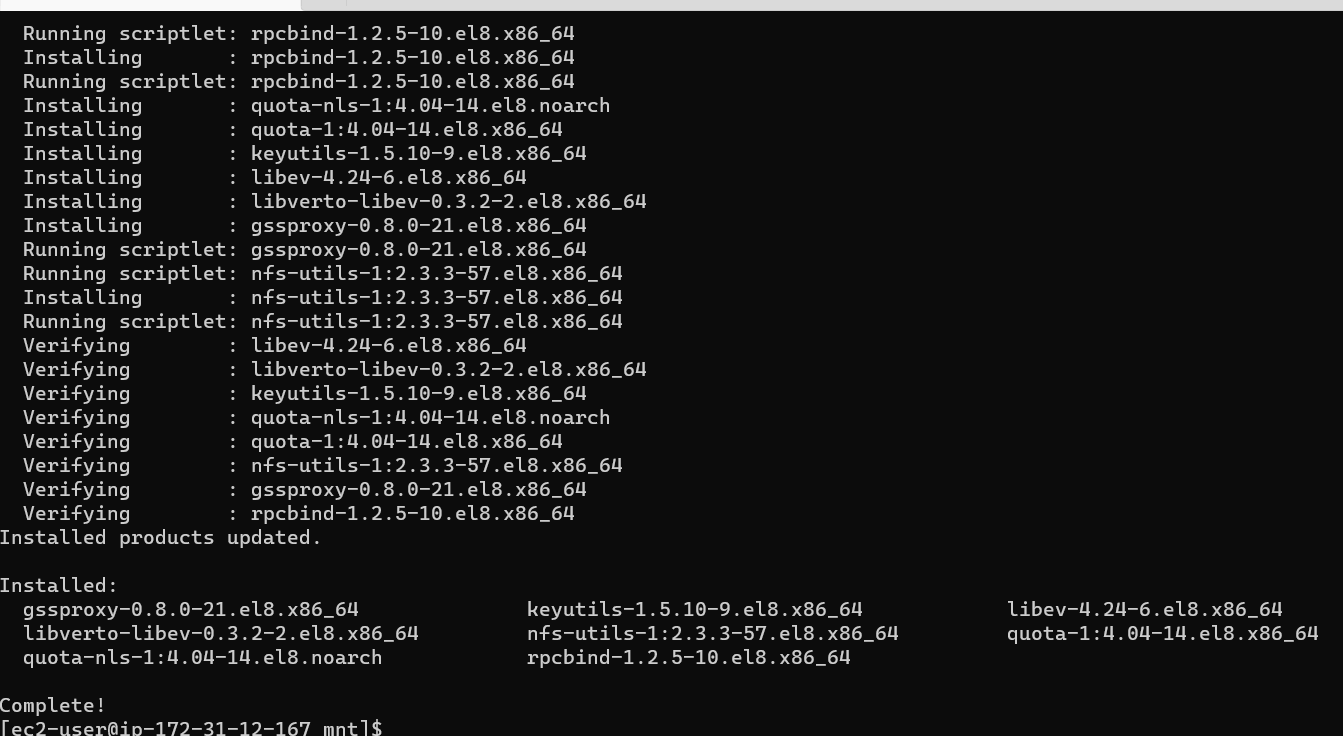 Running scriptlet: rpcbind-1.2.5-10.el8.x86_64
Installing : rpcbind-1.2.5-10.el8.x86_64
Running scriptlet: rpcbind-1.2.5-10.el8.x86_64
Installing : quota-nls-1:4.04-14.el8.noarch
Installing : quota-1:4.04-14.el8.x86_64
Installing : keyutils-1.5.10-9.el8.x86_64
Installing : libev-4.24-6.el8.x86_64
Installing : libverto-libev-0.3.2-2.el8.x86_64
Installing : gssproxy-0.8.0-21.el8.x86_64
Running scriptlet: gssproxy-0.8.0-21.el8.x86_64
Running scriptlet: nfs-utils-1:2.3.3-57.el8.x86_64
Installing : nfs-utils-1:2.3.3-57.el8.x86_64
Running scriptlet: nfs-utils-1:2.3.3-57.el8.x86_64
Verifying : libev-4.24-6.el8.x86_64
Verifying : libverto-libev-0.3.2-2.el8.x86_64
Verifying : keyutils-1.5.10-9.el8.x86_64
Verifying : quota-nls-1:4.04-14.el8.noarch
Verifying : quota-1:4.04-14.el8.x86_64
Verifying : nfs-utils-1:2.3.3-57.el8.x86_64
Verifying : gssproxy-0.8.0-21.el8.x86_64
Verifying : rpcbind-1.2.5-10.el8.x86_64
Installed products updated.
Installed:
gssproxy-0.8.0-21.el8.x86_64 keyutils-1.5.10-9.el8.x86_64 libev-4.24-6.el8.x86_64
libverto-libev-0.3.2-2.el8.x86_64 nfs-utils-1:2.3.3-57.el8.x86_64 quota-1:4.04-14.el8.x86_64
quota-nls-1:4.04-14.el8.noarch rpcbind-1.2.5-10.el8.x86_64
Complete!
[ec2-user@ip-172-31-12-167 mnt]$